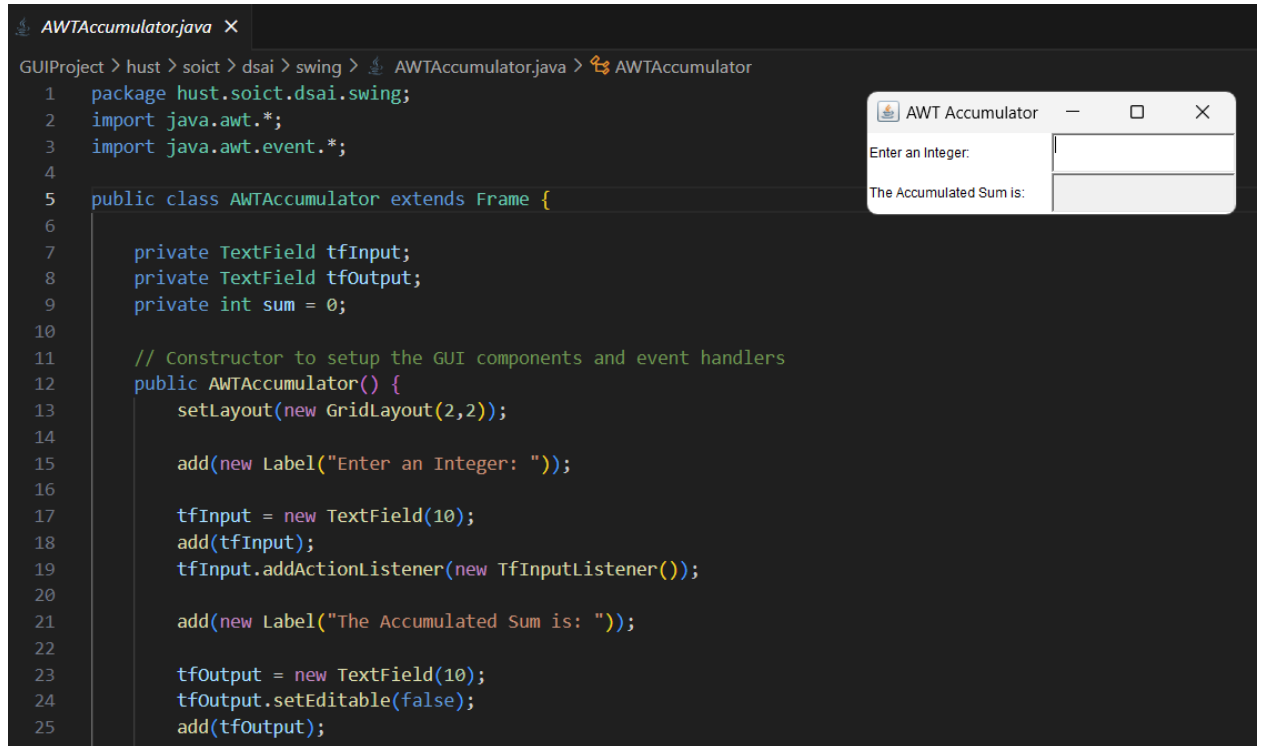 AWTAccumulator.java
GUIProject > hust > soict > dsai > swing > AWTAccumulator.java > AWTAccumulator
1 package hust.soict.dsai.swing;
2 import java.awt.*;
3 import java.awt.event.*;
4
5 public class AWTAccumulator extends Frame {
6
7 private TextField tfInput;
8 private TextField tfOutput;
9 private int sum = 0;
10
11 // Constructor to setup the GUI components and event handlers
12 public AWTAccumulator() {
13 setLayout(new GridLayout(2,2));
14
15 add(new Label("Enter an Integer: "));
16
17 tfInput = new TextField(10);
18 add(tfInput);
19 tfInput.addActionListener(new TfInputListener());
20
21 add(new Label("The Accumulated Sum is: "));
22
23 tfOutput = new TextField(10);
24 tfOutput.setEditable(false);
25 add(tfOutput);
AWT Accumulator
Enter an Integer:
The Accumulated Sum is: